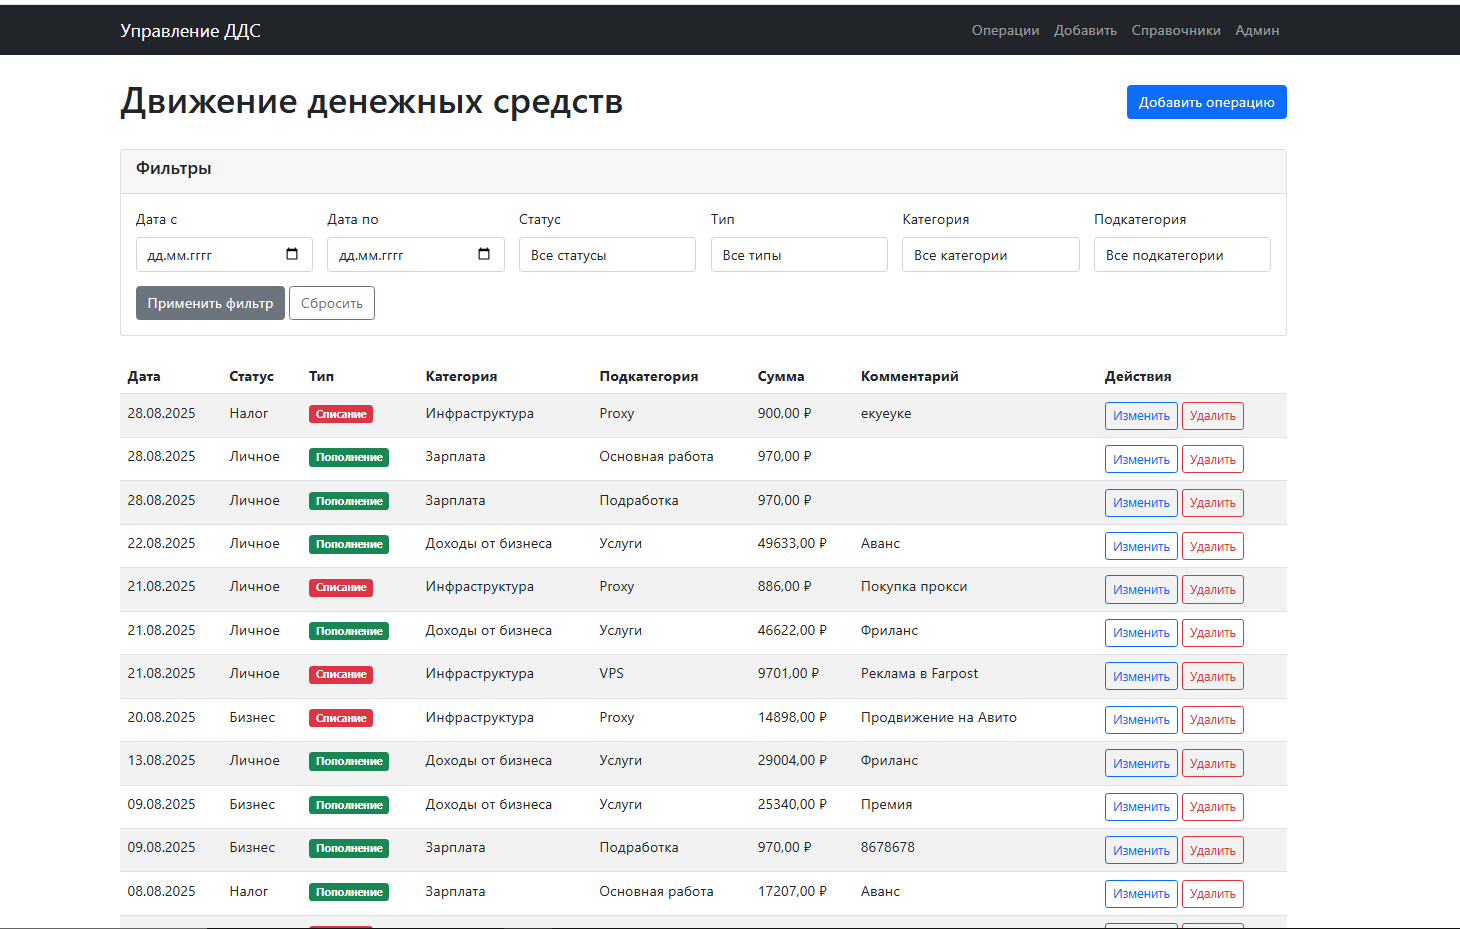 Управление ДДС Операции Добавить Справочники Админ
Движение денежных средств Добавить операцию
Фильтры
Дата с Дата по Статус Тип Категория Подкатегория
дд.мм.гггг дд.мм.гггг Все статусы Все типы Все категории Все подкатегории
Применить фильтр Сбросить
Дата Статус Тип Категория Подкатегория Сумма Комментарий Действия
28.08.2025 Налог Списание Инфраструктура Proxy 900,00 ₽ екуеуке Изменить Удалить
28.08.2025 Личное Пополнение Зарплата Основная работа 970,00 ₽ Изменить Удалить
28.08.2025 Личное Пополнение Зарплата Подработка 970,00 ₽ Изменить Удалить
22.08.2025 Личное Пополнение Доходы от бизнеса Услуги 49633,00 ₽ Аванс Изменить Удалить
21.08.2025 Личное Списание Инфраструктура Proxy 886,00 ₽ Покупка прокси Изменить Удалить
21.08.2025 Личное Пополнение Доходы от бизнеса Услуги 46622,00 ₽ Фриланс Изменить Удалить
21.08.2025 Личное Списание Инфраструктура VPS 9701,00 ₽ Реклама в Farpost Изменить Удалить
20.08.2025 Бизнес Списание Инфраструктура Proxy 14898,00 ₽ Продвижение на Авито Изменить Удалить
13.08.2025 Личное Пополнение Доходы от бизнеса Услуги 29004,00 ₽ Фриланс Изменить Удалить
09.08.2025 Бизнес Пополнение Доходы от бизнеса Услуги 25340,00 ₽ Премия Изменить Удалить
09.08.2025 Бизнес Пополнение Зарплата Подработка 970,00 ₽ 8678678 Изменить Удалить
08.08.2025 Налог Пополнение Зарплата Основная работа 17207,00 ₽ Аванс Изменить Удалить